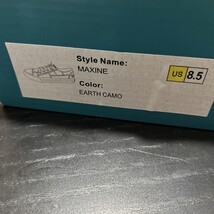 Style Name:
MAXINE
US 8.5
Color:
EARTH CAMO